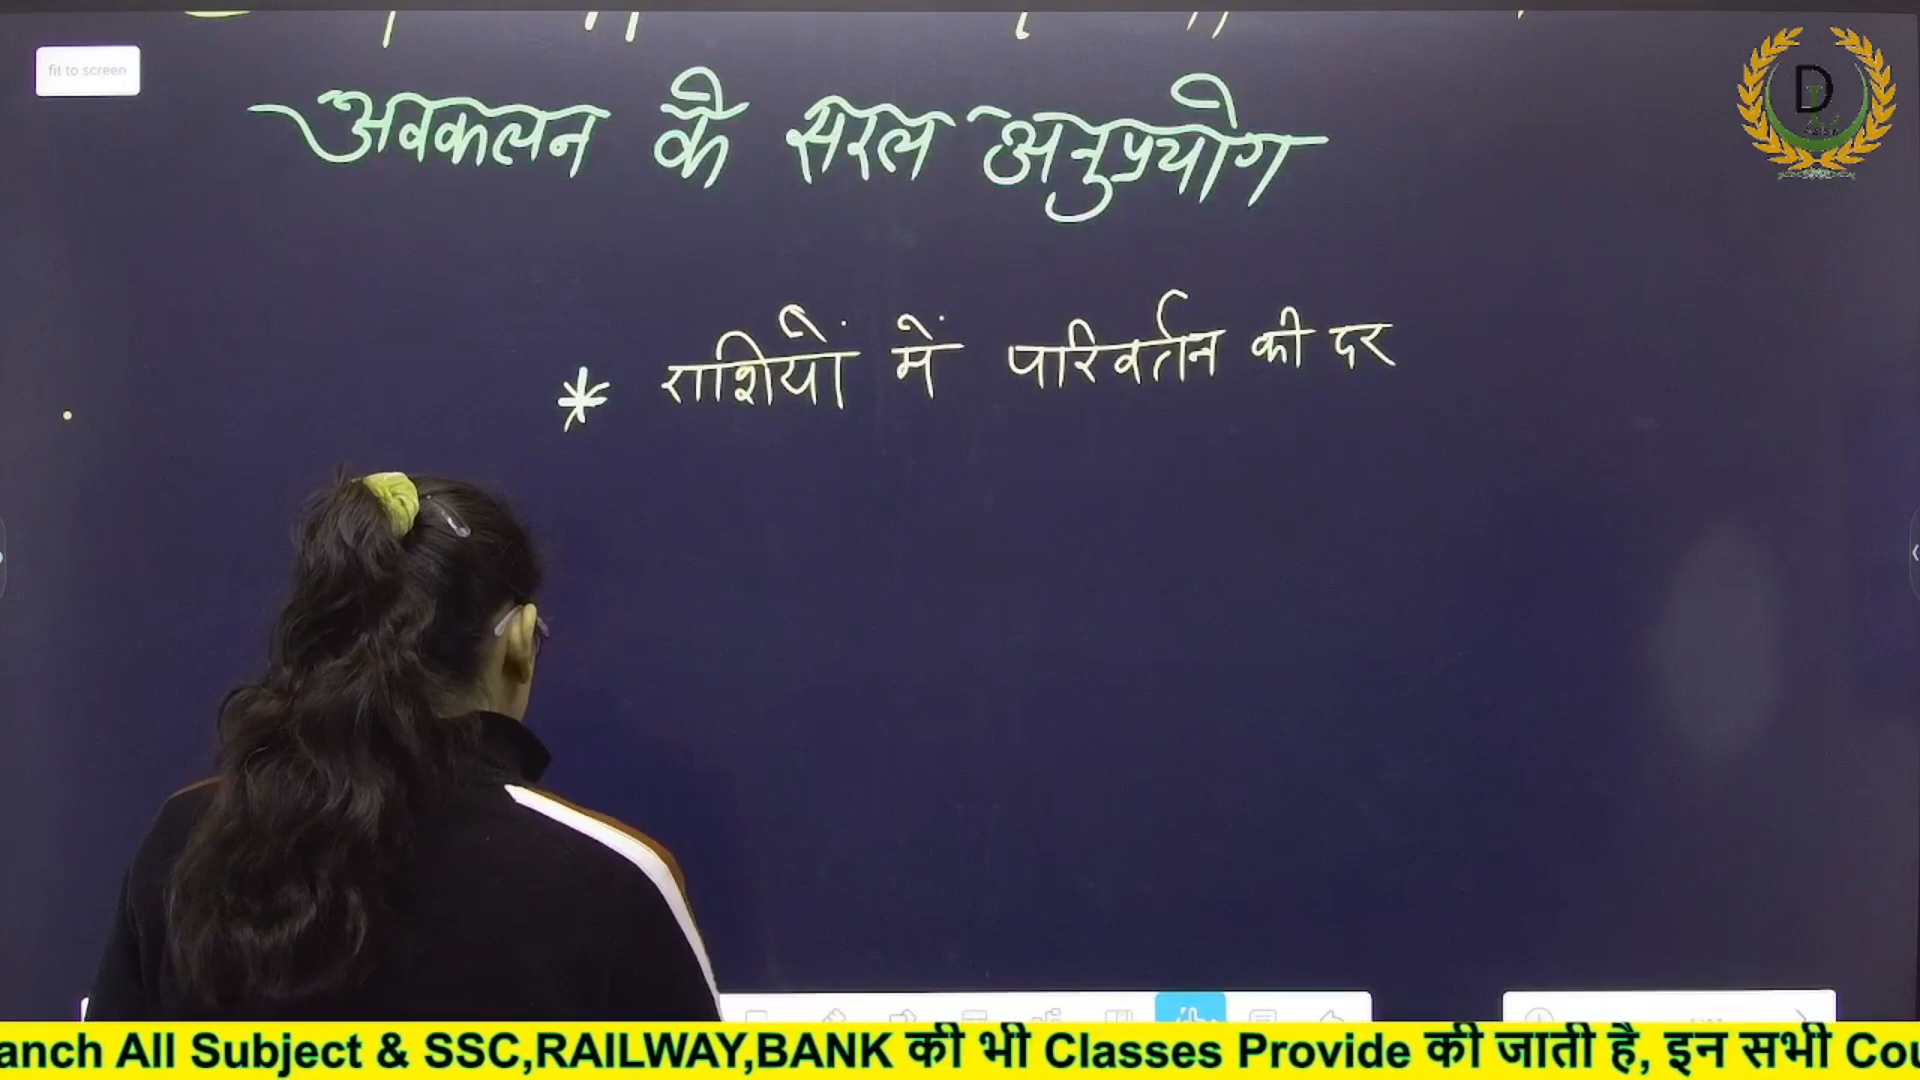 fit to screen
अवकलन के सरल अनुप्रयोग
* राशियों में परिवर्तन की दर
D
anch All Subject & SSC,RAILWAY,BANK की भी Classes Provide की जाती है, इन सभी Cou